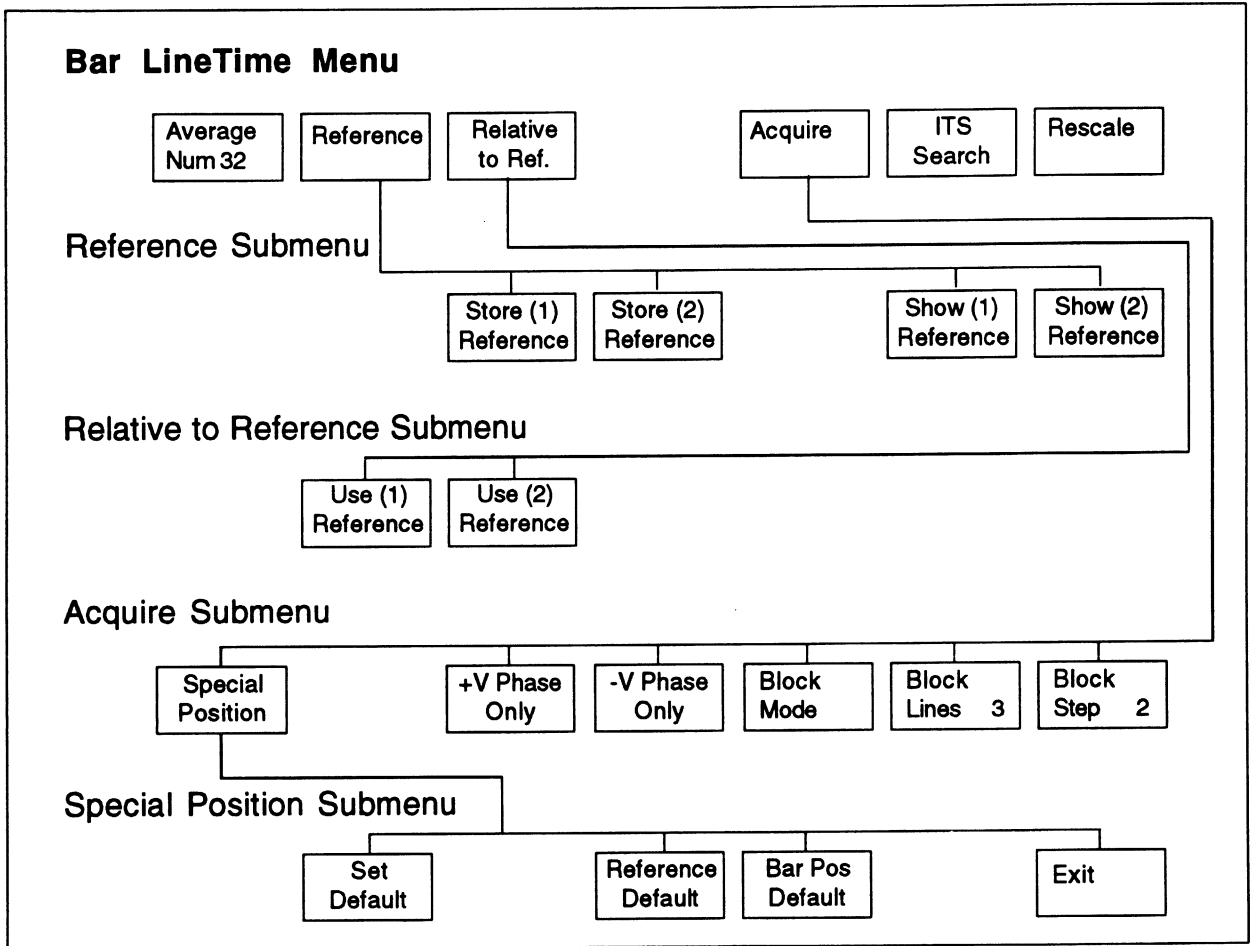 Bar LineTime Menu
Average
Num 32
Reference
Relative
to Ref.
Acquire
ITS
Search
Rescale
Reference Submenu
Store (1)
Reference
Store (2)
Reference
Show (1)
Reference
Show (2)
Reference
Relative to Reference Submenu
Use (1)
Reference
Use (2)
Reference
Acquire Submenu
Special
Position
+V Phase
Only
-V Phase
Only
Block
Mode
Block
Lines 3
Block
Step 2
Special Position Submenu
Set
Default
Reference
Default
Bar Pos
Default
Exit